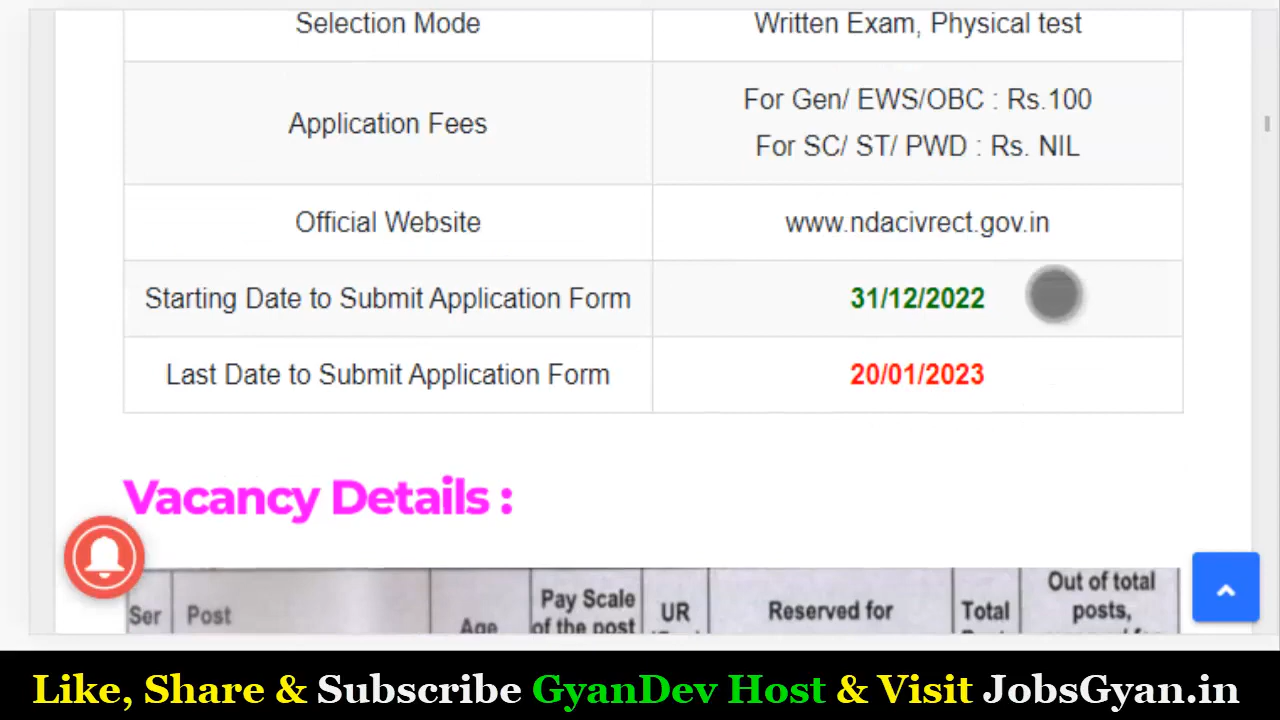 Selection Mode
Written Exam, Physical test
Application Fees
For Gen/ EWS/OBC : Rs.100
For SC/ ST/ PWD : Rs. NIL
Official Website
www.ndacivrect.gov.in
Starting Date to Submit Application Form
31/12/2022
Last Date to Submit Application Form
20/01/2023
Vacancy Details :
Ser
Post
Age
Pay Scale
of the post
UR
Reserved for
Total
Out of total
posts,
Like, Share & Subscribe GyanDev Host & Visit JobsGyan.in